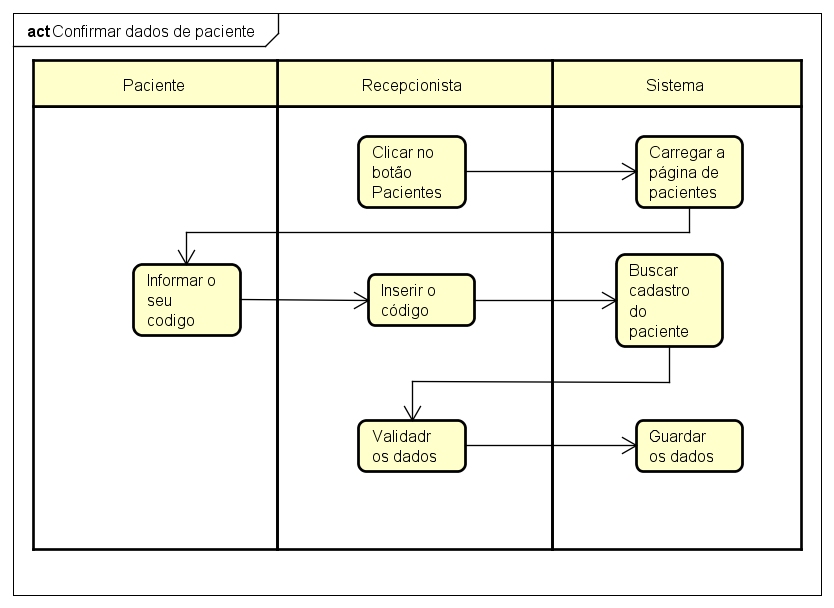 act Confirmar dados de paciente
Paciente
Recepcionista
Sistema
Clicar no
botão
Pacientes
Carregar a
página de
pacientes
Informar o
seu
codigo
Inserir o
código
Buscar
cadastro
do
paciente
Validadr
os dados
Guardar
os dados